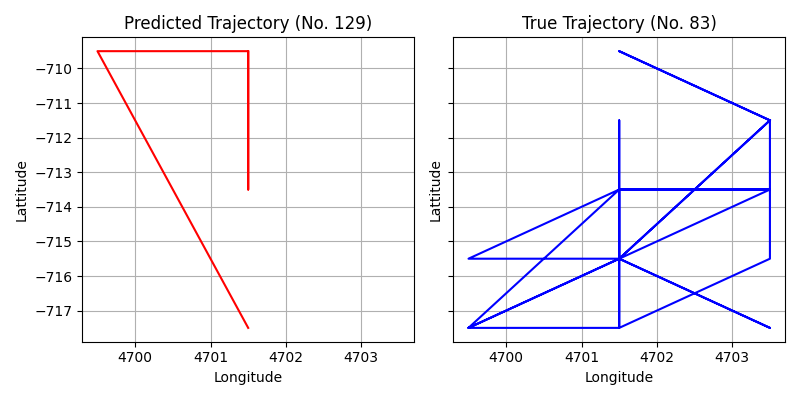 Predicted Trajectory (No. 129)
Lattitude
−710
−711
−712
−713
−714
−715
−716
−717
4700 4701 4702 4703
Longitude
True Trajectory (No. 83)
Lattitude
4700 4701 4702 4703
Longitude